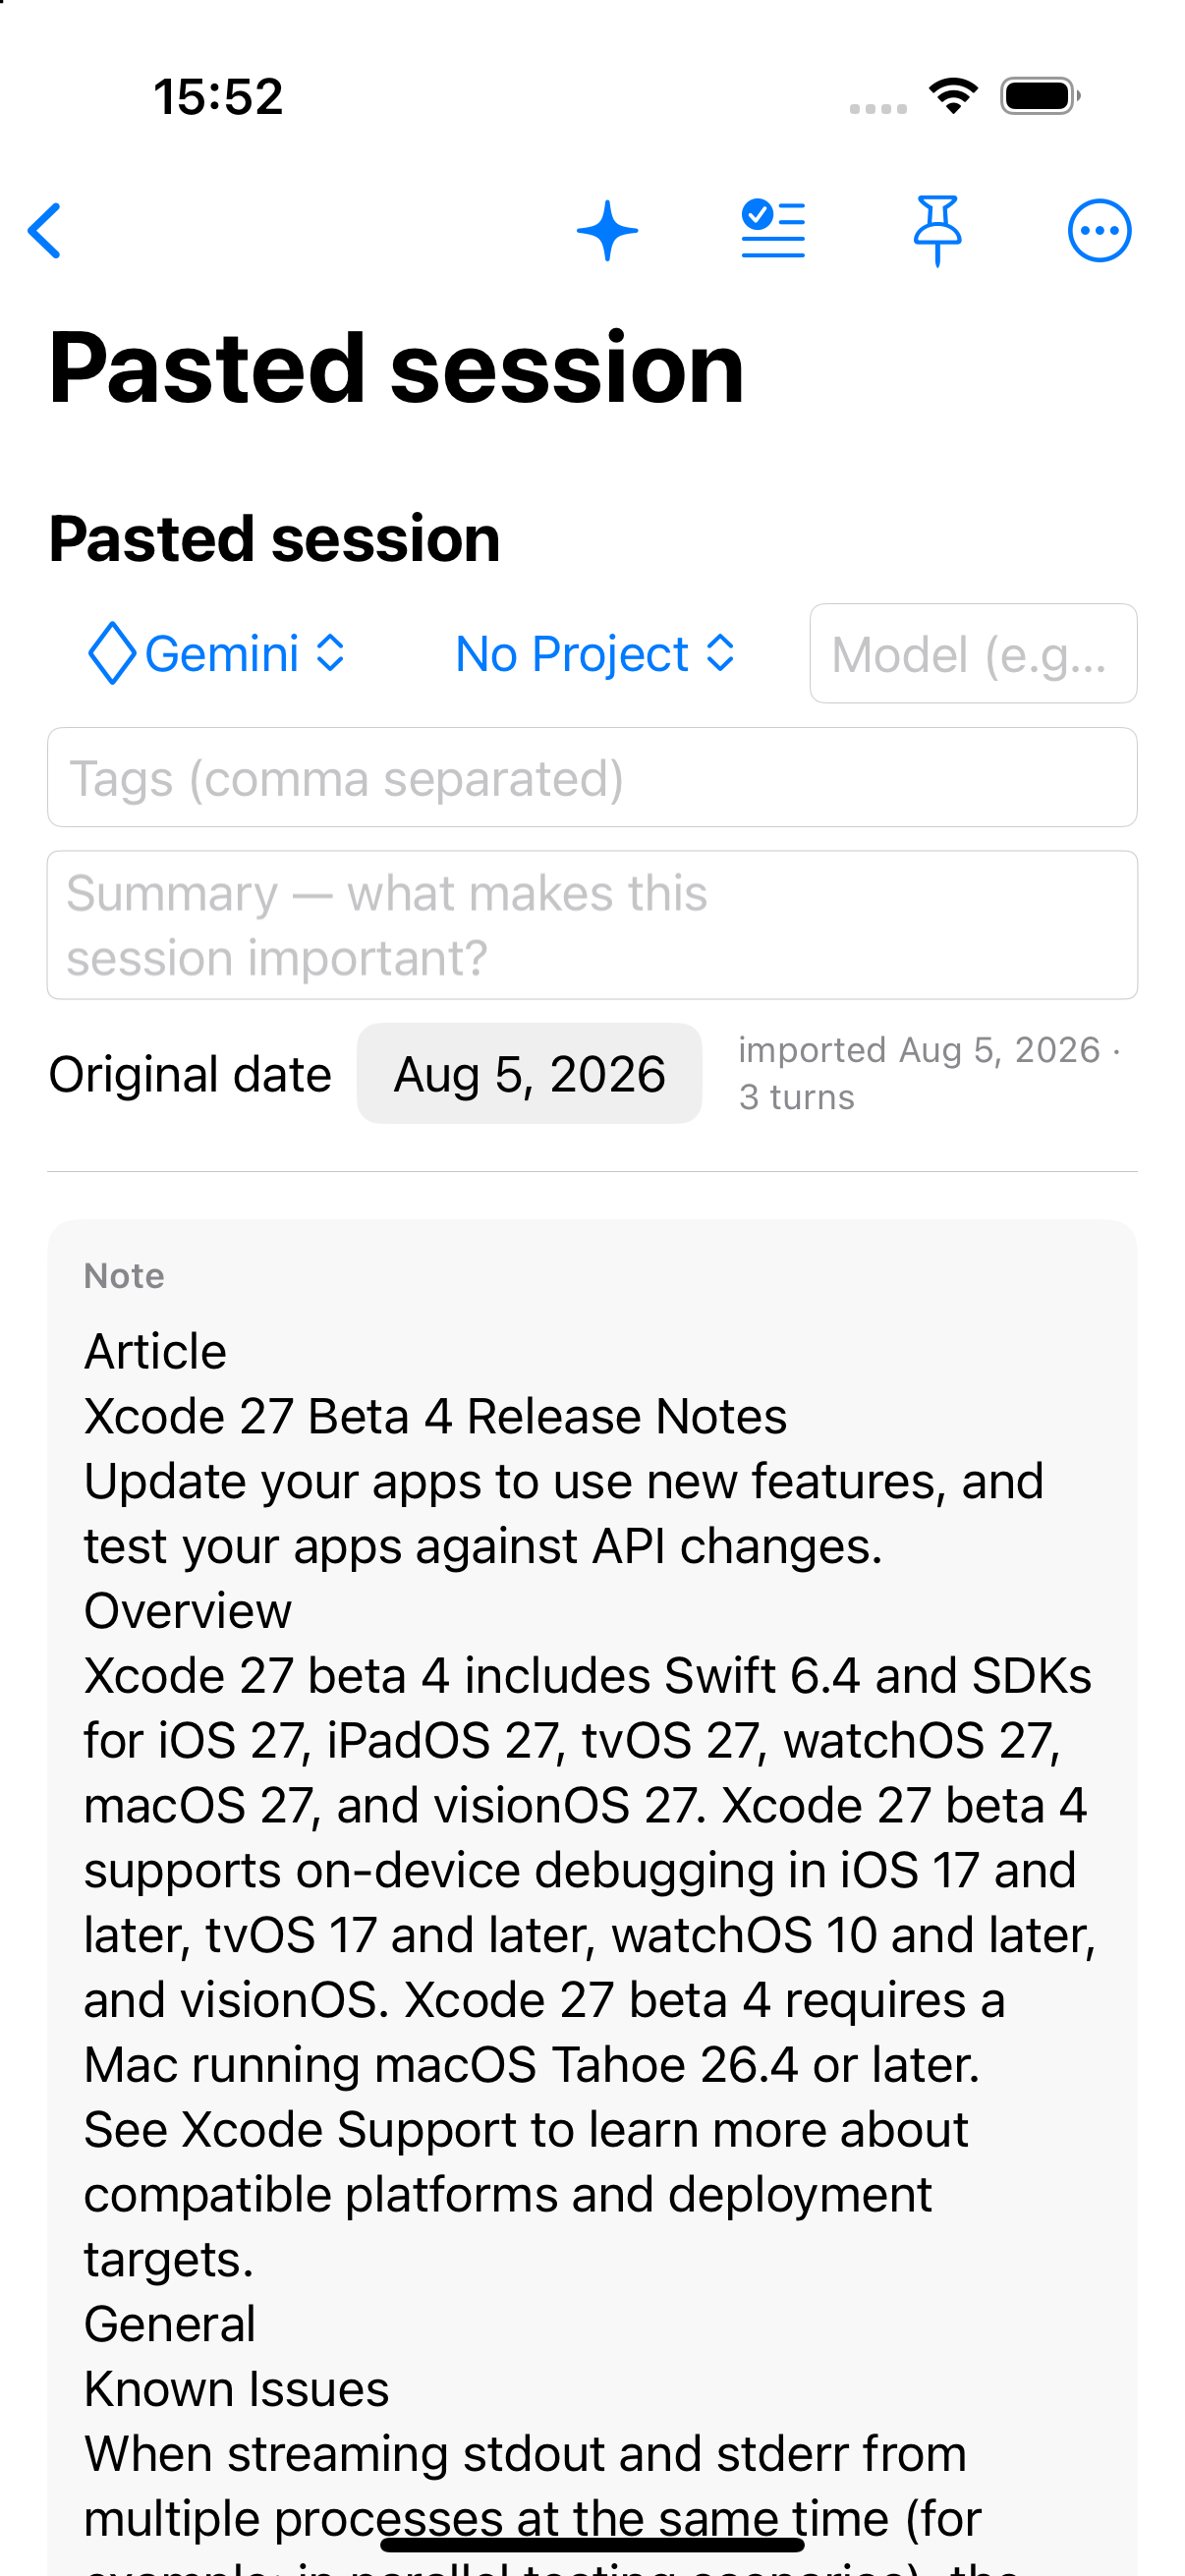 15:52
Pasted session
Pasted session
Gemini No Project Model (e.g...
Tags (comma separated)
Summary — what makes this
session important?
Original date Aug 5, 2026 imported Aug 5, 2026 ·
3 turns
Note
Article
Xcode 27 Beta 4 Release Notes
Update your apps to use new features, and
test your apps against API changes.
Overview
Xcode 27 beta 4 includes Swift 6.4 and SDKs
for iOS 27, iPadOS 27, tvOS 27, watchOS 27,
macOS 27, and visionOS 27. Xcode 27 beta 4
supports on-device debugging in iOS 17 and
later, tvOS 17 and later, watchOS 10 and later,
and visionOS. Xcode 27 beta 4 requires a
Mac running macOS Tahoe 26.4 or later.
See Xcode Support to learn more about
compatible platforms and deployment
targets.
General
Known Issues
When streaming stdout and stderr from
multiple processes at the same time (for